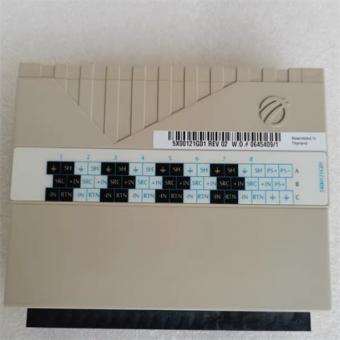 5X00121G01 REV 02 W.O.# 0645409/1
Assembled In
Thailand
1 2 3 4 5 6 7 8
⏚ SH ⏚ SH ⏚ SH ⏚ SH ⏚ SH ⏚ SH ⏚ SH ⏚ SH PS+ PS- A
SRC +IN SRC +IN SRC +IN SRC +IN SRC +IN SRC +IN SRC +IN SRC +IN PS+ PS- B
-IN RTN -IN RTN -IN RTN -IN RTN -IN RTN -IN RTN -IN RTN -IN RTN ⏚ ⏚ C